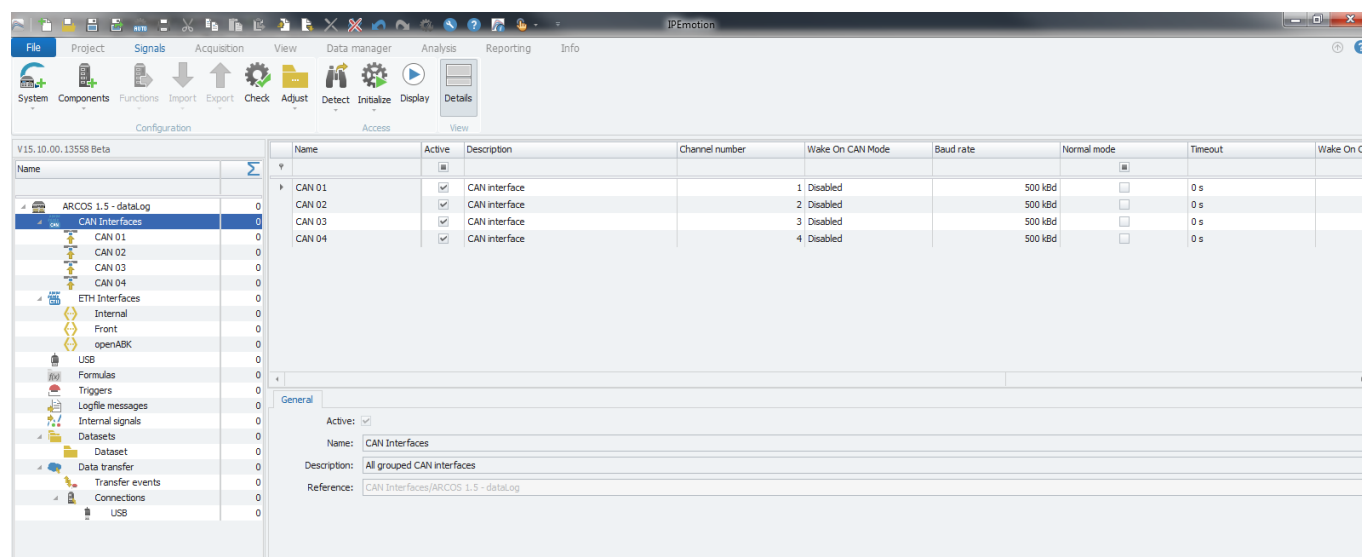 IPEmotion
File Project Signals Acquisition View Data manager Analysis Reporting Info
System Components Functions Import Export Check Adjust Detect Initialize Display Details
Configuration Access View
V15.10.00.13558 Beta
Name Σ
Name Active Description Channel number Wake On CAN Mode Baud rate Normal mode Timeout Wake On C
CAN 01 CAN interface 1 Disabled 500 kBd 0 s
CAN 02 CAN interface 2 Disabled 500 kBd 0 s
CAN 03 CAN interface 3 Disabled 500 kBd 0 s
CAN 04 CAN interface 4 Disabled 500 kBd 0 s
ARCOS 1.5 - dataLog 0
CAN Interfaces 0
CAN 01 0
CAN 02 0
CAN 03 0
CAN 04 0
ETH Interfaces 0
Internal 0
Front 0
openABK 0
USB 0
f(x) Formulas 0
Triggers 0
Logfile messages 0
Internal signals 0
Datasets 0
Dataset 0
Data transfer 0
Transfer events 0
Connections 0
USB 0
General
Active:
Name: CAN Interfaces
Description: All grouped CAN interfaces
Reference: CAN Interfaces/ARCOS 1.5 - dataLog